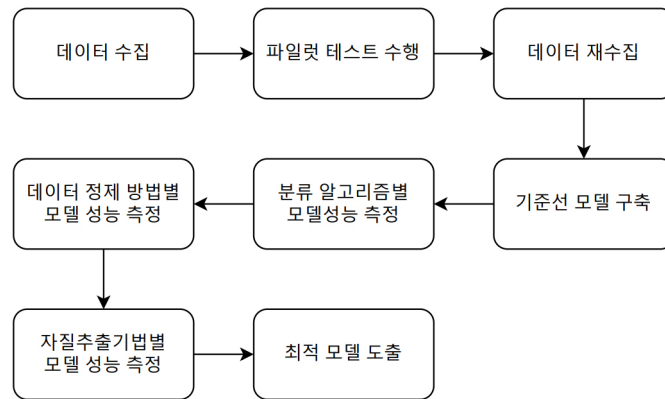 데이터 수집
파일럿 테스트 수행
데이터 재수집
기준선 모델 구축
분류 알고리즘별
모델성능 측정
데이터 정제 방법별
모델 성능 측정
자질추출기법별
모델 성능 측정
최적 모델 도출